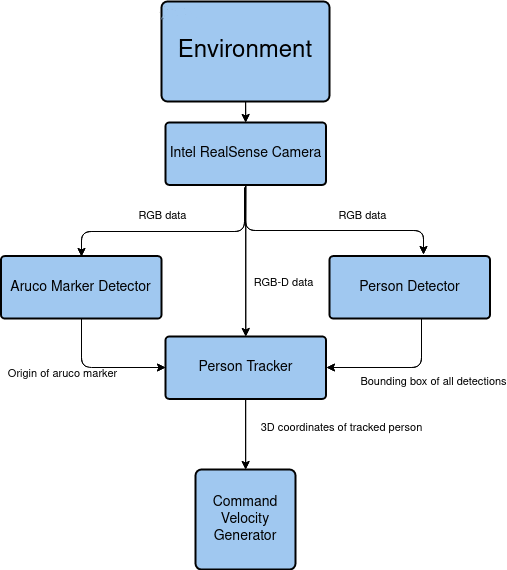 Environment
Intel RealSense Camera
RGB data
RGB data
Aruco Marker Detector
RGB-D data
Person Detector
Origin of aruco marker
Person Tracker
Bounding box of all detections
3D coordinates of tracked person
Command
Velocity
Generator